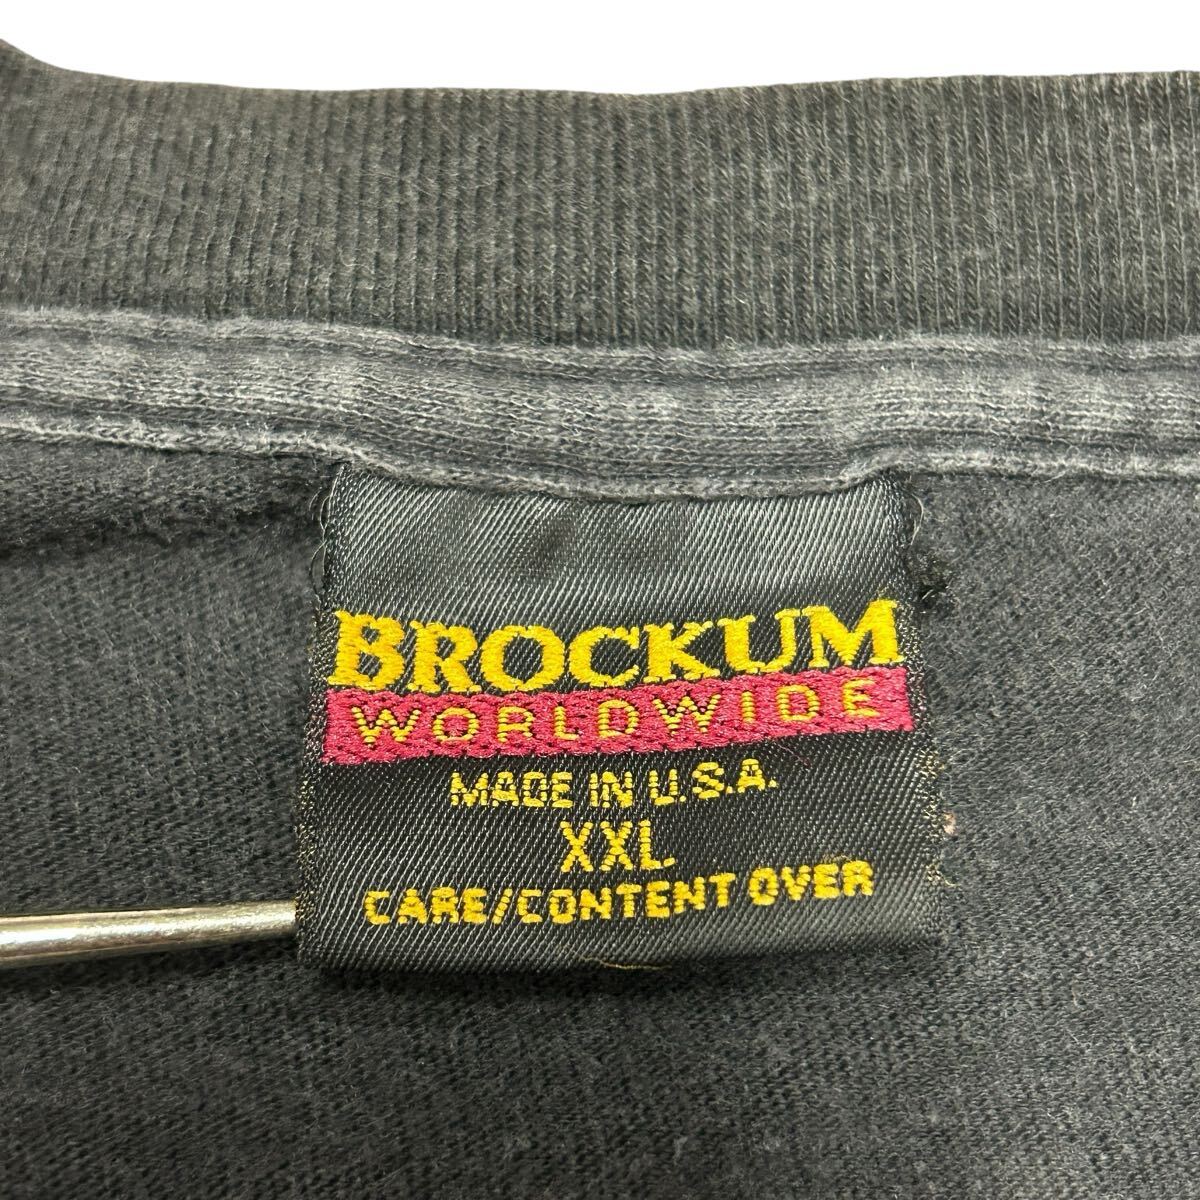 BROCKUM
WORLDWIDE
MADE IN U.S.A.
XXL
CARE/CONTENT OVER